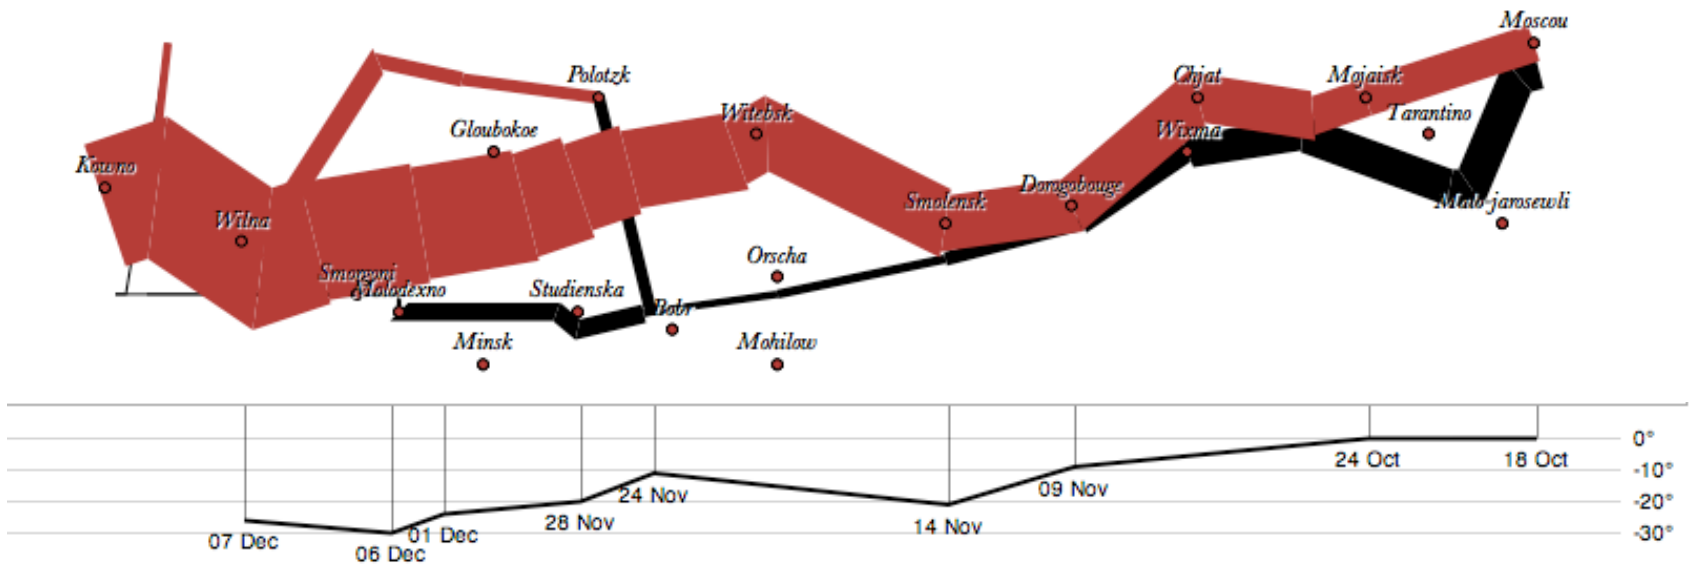 Moscou
Polotzk
Chjat
Mojaisk
Witebsk
Tarantino
Gloubokoe
Wixma
Kowno
Dorogobouge
Wilna
Smolensk
Malo-jarosewli
Orscha
Smorgoni
Molodexno
Studienska
Bobr
Minsk
Mohilow
0°
24 Oct
18 Oct
-10°
24 Nov
09 Nov
-20°
28 Nov
14 Nov
01 Dec
-30°
07 Dec
06 Dec